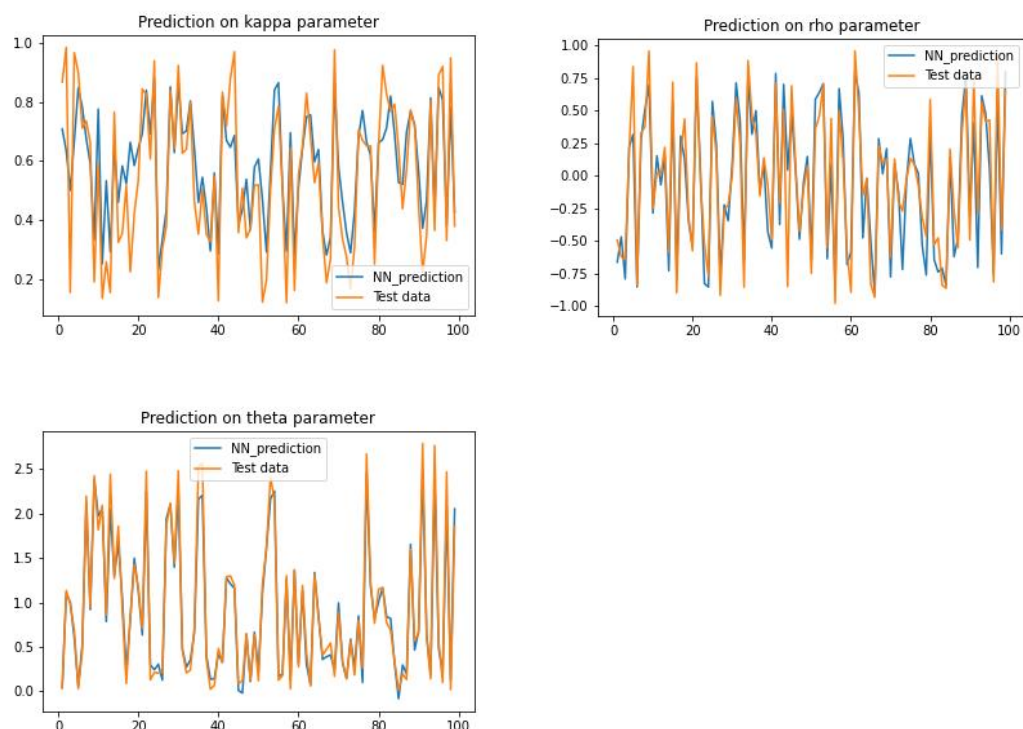 Prediction on kappa parameter
1.0
0.8
0.6
0.4
0.2
NN_prediction
Test data
0 20 40 60 80 100
Prediction on rho parameter
1.00
0.75
0.50
0.25
0.00
−0.25
−0.50
−0.75
−1.00
NN_prediction
Test data
0 20 40 60 80 100
Prediction on theta parameter
2.5
2.0
1.5
1.0
0.5
0.0
NN_prediction
Test data
0 20 40 60 80 100